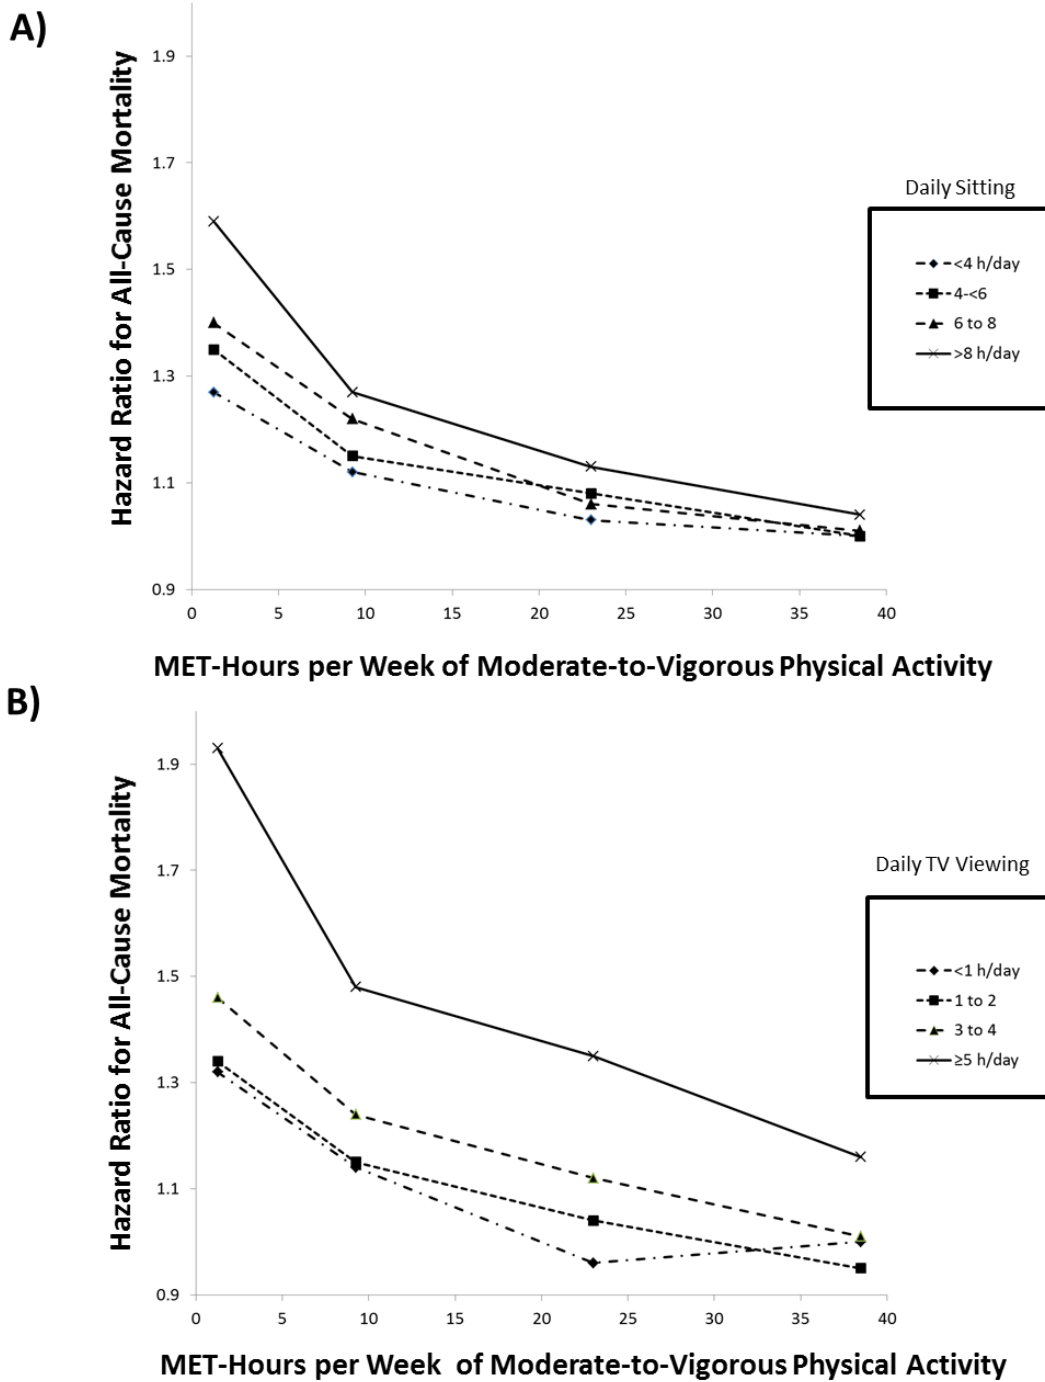 A)
Hazard Ratio for All-Cause Mortality
1.9
1.7
1.5
1.3
1.1
0.9
0 5 10 15 20 25 30 35 40
MET-Hours per Week of Moderate-to-Vigorous Physical Activity
Daily Sitting
<4 h/day
4-<6
6 to 8
>8 h/day
B)
Hazard Ratio for All-Cause Mortality
1.9
1.7
1.5
1.3
1.1
0.9
0 5 10 15 20 25 30 35 40
MET-Hours per Week of Moderate-to-Vigorous Physical Activity
Daily TV Viewing
<1 h/day
1 to 2
3 to 4
≥5 h/day